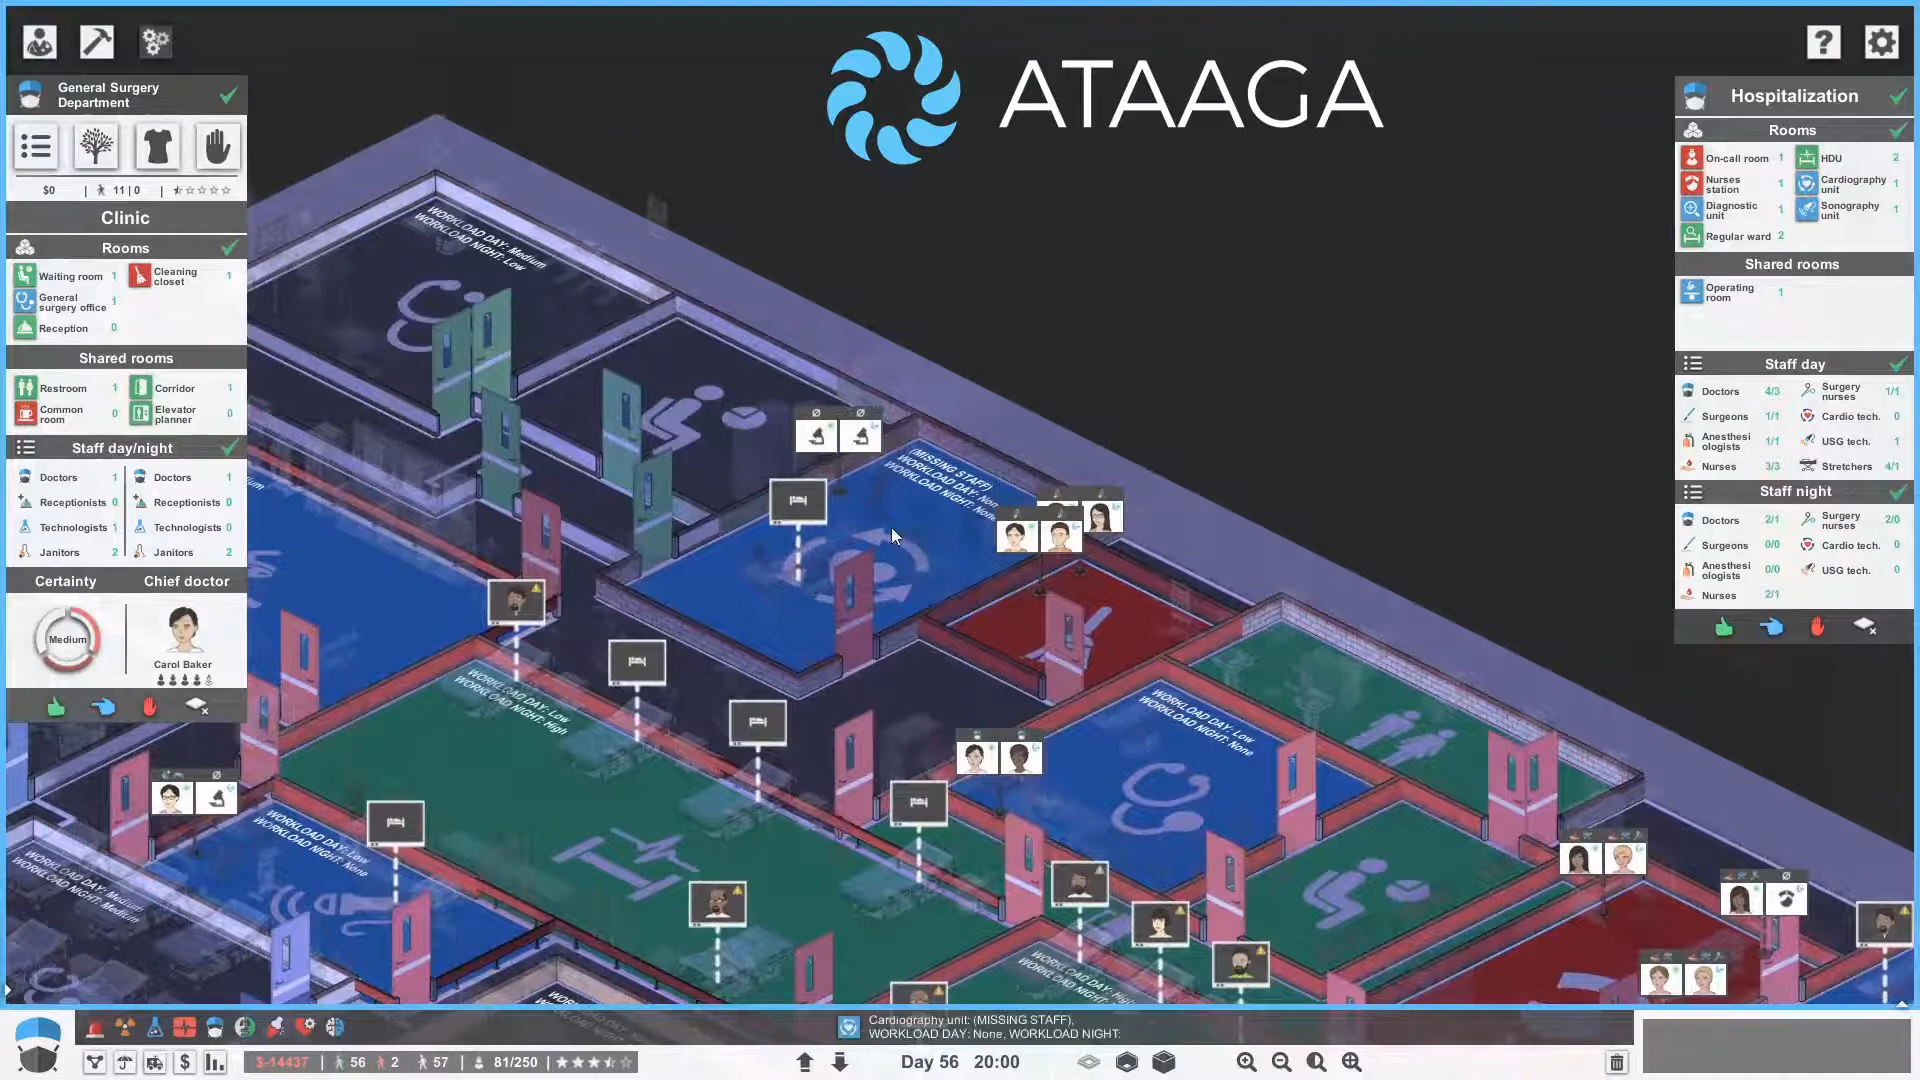 ATAAGA
General Surgery
Department
$0 | 11|0 |
Clinic
Rooms
Waiting room 1
Cleaning
closet 1
General
surgery office 1
Reception 0
Shared rooms
Restroom 1
Corridor 1
Common
room 0
Elevator
planner 0
Staff day/night
Doctors 1
Doctors 1
Receptionists 0
Receptionists 0
Technologists 1
Technologists 0
Janitors 2
Janitors 2
Certainty
Chief doctor
Medium
Carol Baker
Hospitalization
Rooms
On-call room 1
HDU 2
Nurses
station 1
Cardiography
unit 1
Diagnostic
unit 1
Sonography
unit 1
Regular ward 2
Shared rooms
Operating
room 1
Staff day
Doctors 4/3
Surgery
nurses 1/1
Surgeons 1/1
Cardio tech. 0
Anesthesi
ologists 1/1
USG tech. 1
Nurses 3/3
Stretchers 4/1
Staff night
Doctors 2/1
Surgery
nurses 2/0
Surgeons 0/0
Cardio tech. 0
Anesthesi
ologists 0/0
USG tech. 0
Nurses 2/1
WORKLOAD DAY: Medium
WORKLOAD NIGHT: Low
(MISSING STAFF)
WORKLOAD DAY: Non
WORKLOAD NIGHT: None
WORKLOAD DAY: Low
WORKLOAD NIGHT: High
WORKLOAD DAY: Low
WORKLOAD NIGHT: None
WORKLOAD DAY: Low
WORKLOAD NIGHT: None
WORKLOAD DAY: Medium
WORKLOAD NIGHT: Medium
WORKLOAD DAY: High
Cardiography unit: (MISSING STAFF),
WORKLOAD DAY: None, WORKLOAD NIGHT:
$-14437 | 56 2 | 57 | 81/250
Day 56 20:00